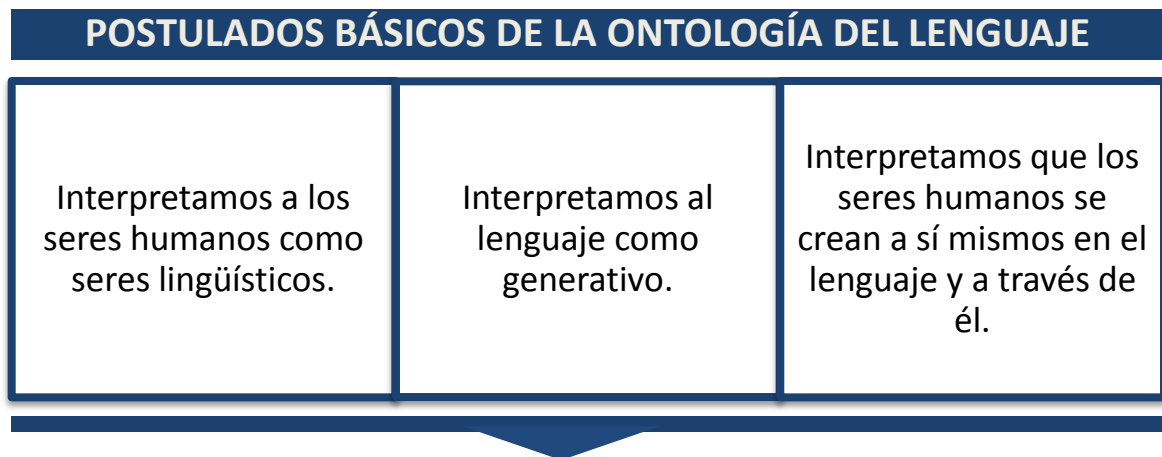 POSTULADOS BÁSICOS DE LA ONTOLOGÍA DEL LENGUAJE
Interpretamos a los
seres humanos como
seres lingüísticos.
Interpretamos al
lenguaje como
generativo.
Interpretamos que los
seres humanos se
crean a sí mismos en el
lenguaje y a través de
él.